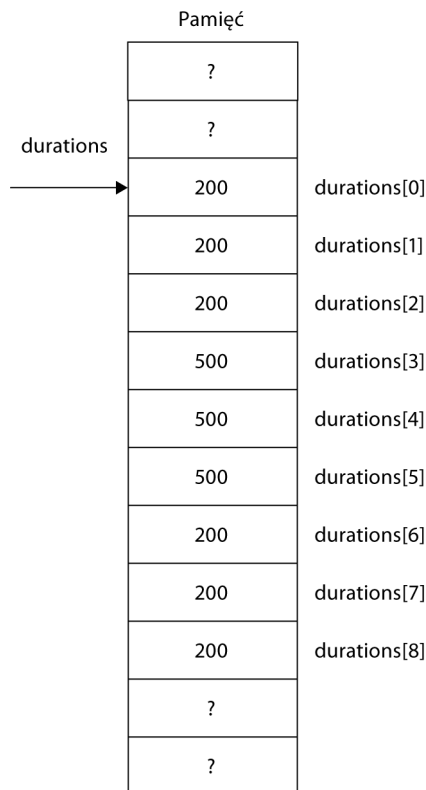 Pamięć
?
?
durations
200 durations[0]
200 durations[1]
200 durations[2]
500 durations[3]
500 durations[4]
500 durations[5]
200 durations[6]
200 durations[7]
200 durations[8]
?
?